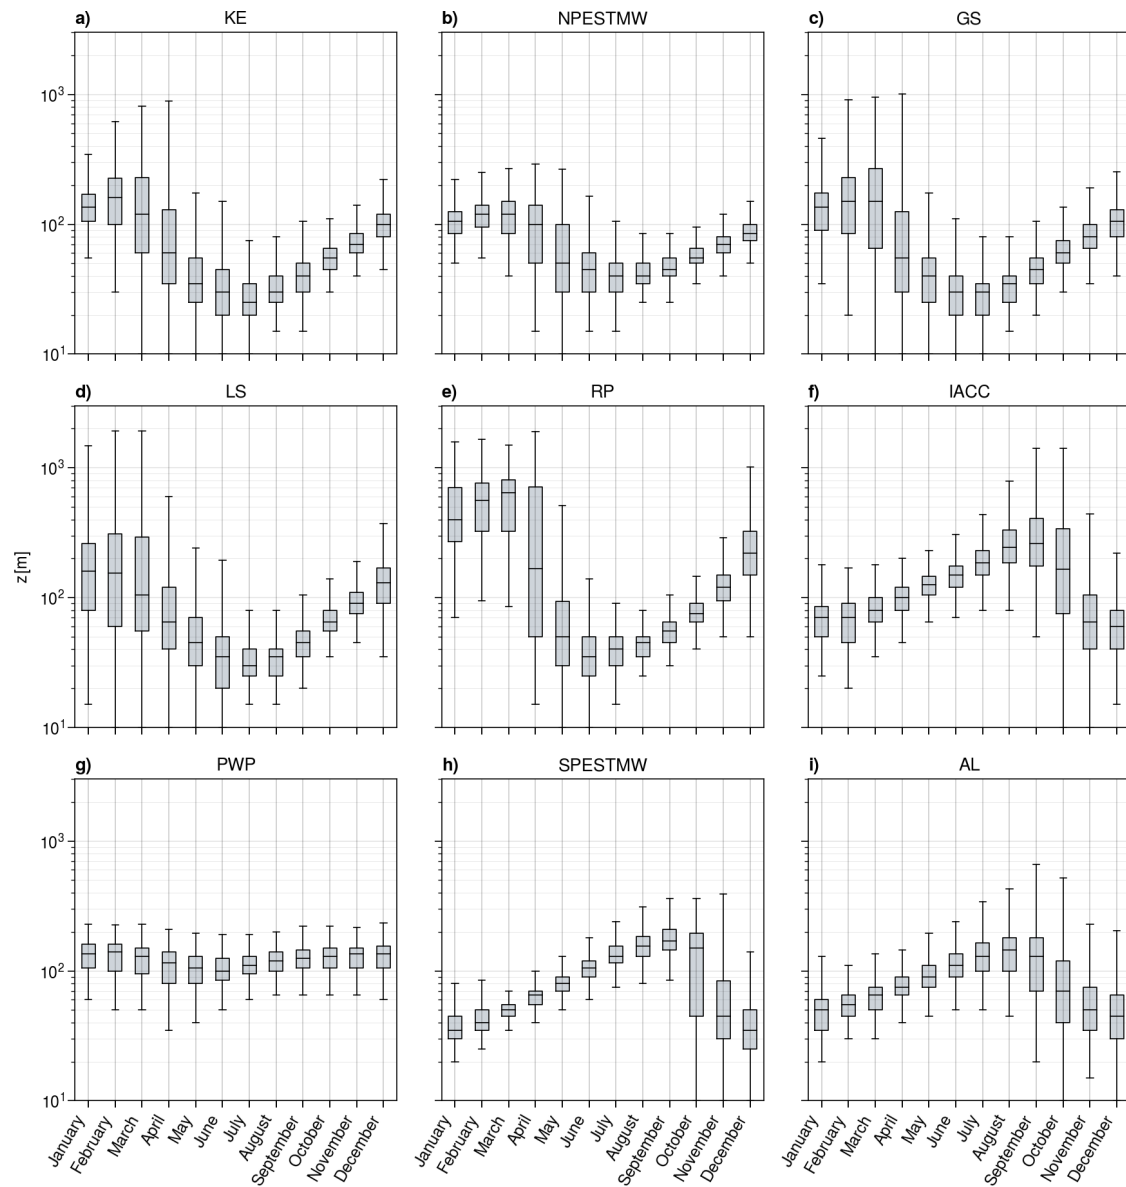 a) KE
b) NPESTMW
c) GS
10³
10²
10¹
d) LS
e) RP
f) IACC
z [m]
10³
10²
10¹
g) PWP
h) SPESTMW
i) AL
10³
10²
10¹
January
February
March
April
May
June
July
August
September
October
November
December
January
February
March
April
May
June
July
August
September
October
November
December
January
February
March
April
May
June
July
August
September
October
November
December